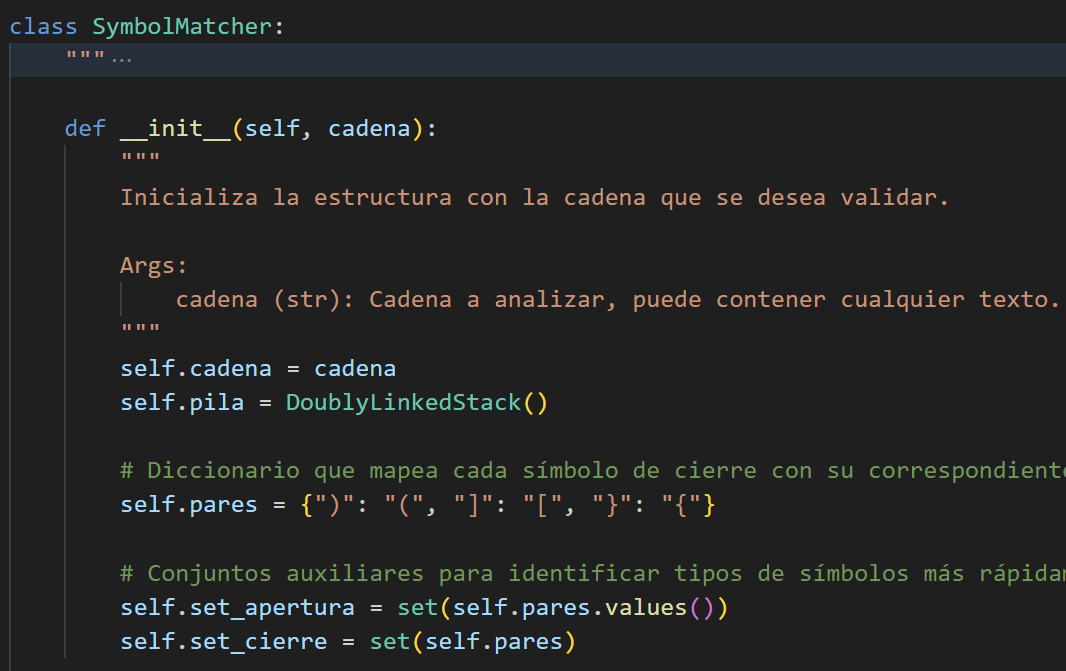 class SymbolMatcher:
    """...
    def __init__(self, cadena):
        """
        Inicializa la estructura con la cadena que se desea validar.
        Args:
            cadena (str): Cadena a analizar, puede contener cualquier texto.
        """
        self.cadena = cadena
        self.pila = DoublyLinkedStack()
        # Diccionario que mapea cada símbolo de cierre con su
        self.pares = {")": "(", "]": "[", "}": "{"}
        # Conjuntos auxiliares para identificar tipos de símbolos más
        self.set_apertura = set(self.pares.values())
        self.set_cierre = set(self.pares)